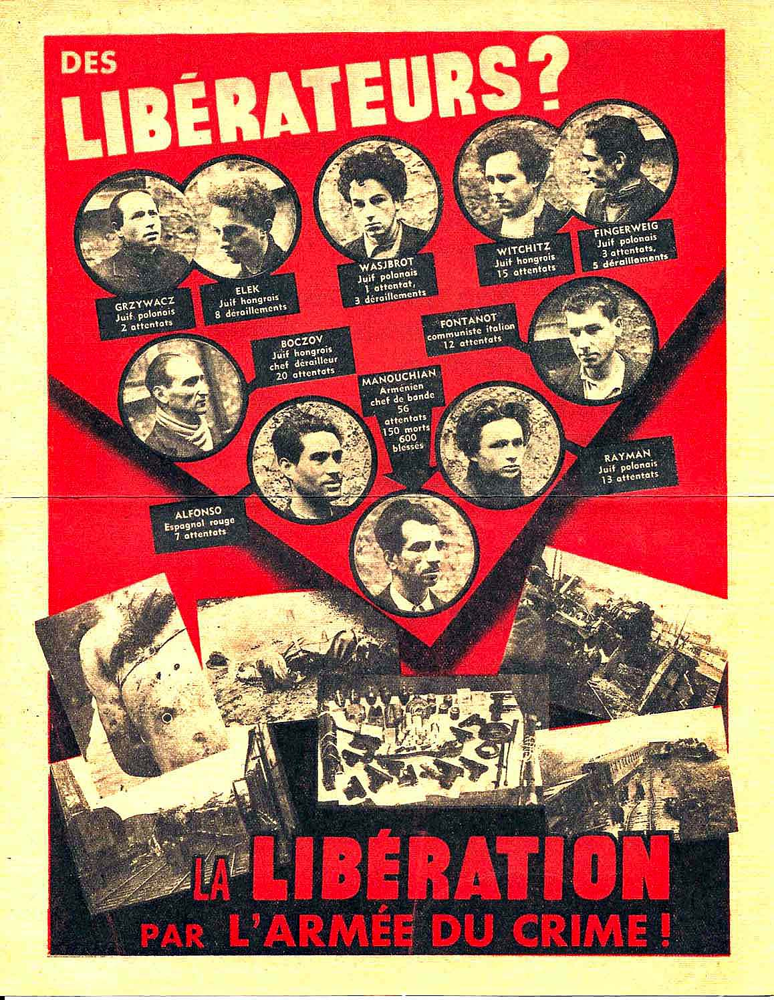 DES
LIBÉRATEURS?
GRZYWACZ
Juif polonais
2 attentats
ELEK
Juif hongrois
8 déraillements
WASJBROT
Juif polonais
1 attentat,
3 déraillements
WITCHITZ
Juif hongrois
15 attentats
FINGERWEIG
Juif polonais
3 attentats,
5 déraillements
BOCZOV
Juif hongrois
chef dérailleur
20 attentats
FONTANOT
communiste italien
12 attentats
MANOUCHIAN
Arménien
chef de bande
56
attentats
150 morts
600
blessés
RAYMAN
Juif polonais
13 attentats
ALFONSO
Espagnol rouge
7 attentats
LA LIBÉRATION
PAR L'ARMÉE DU CRIME!